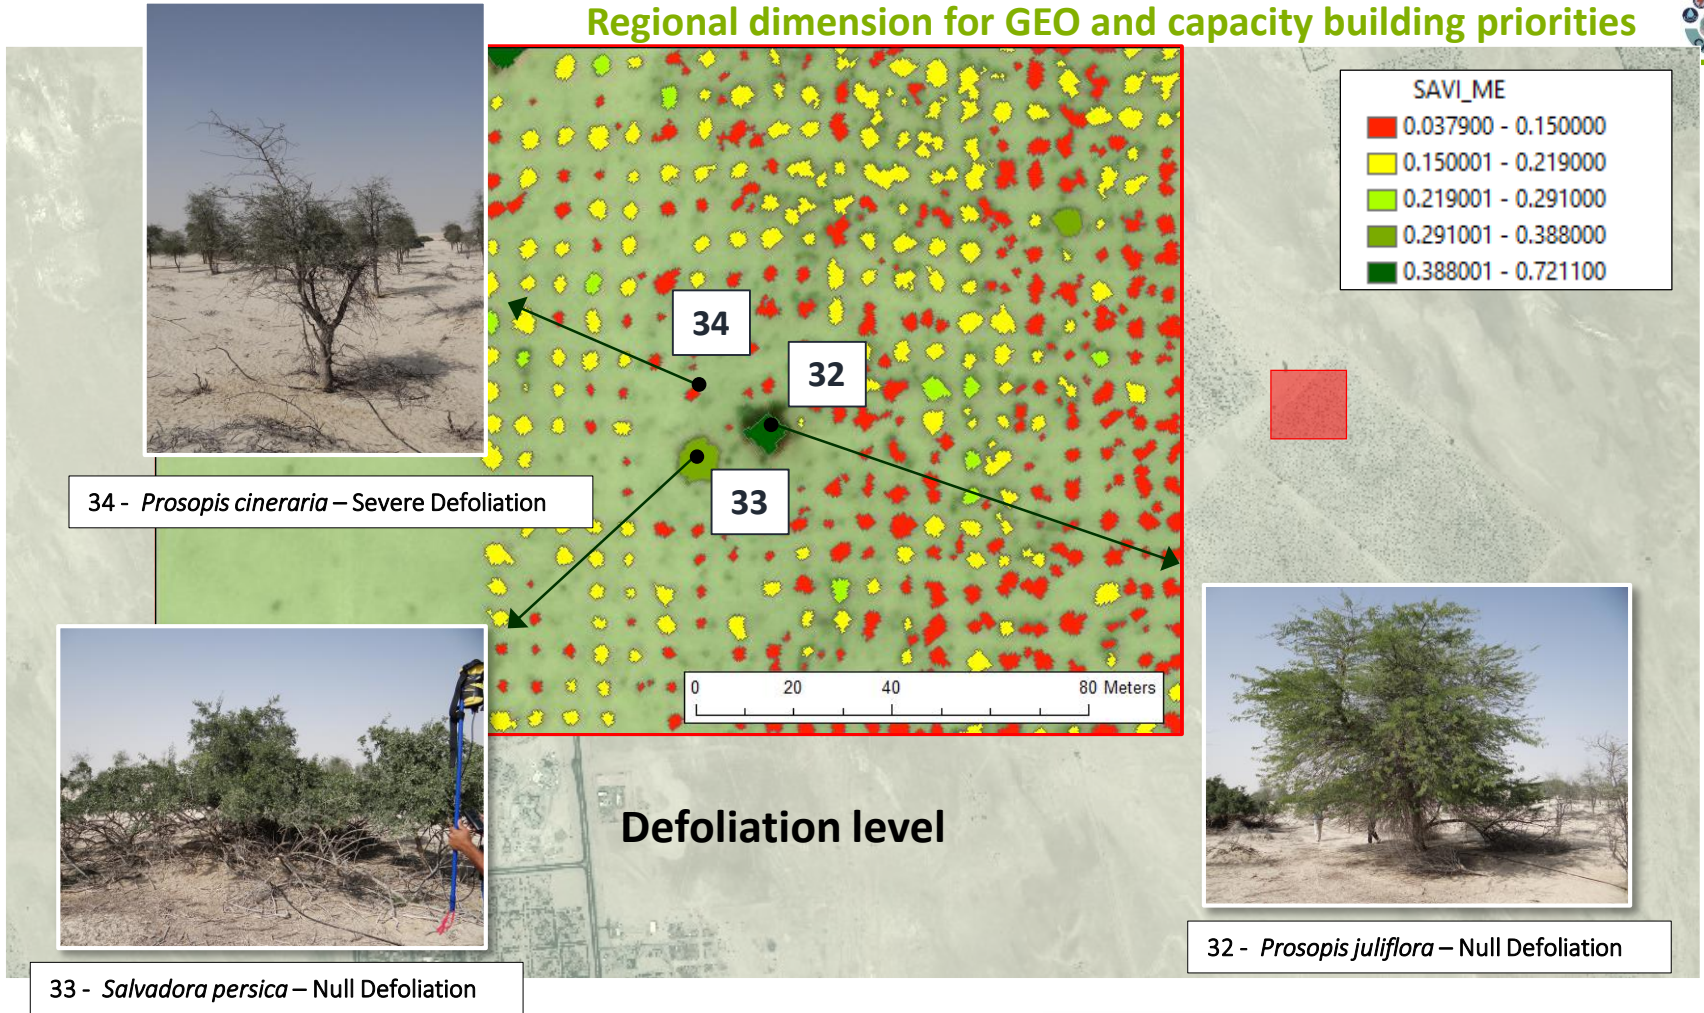 Regional dimension for GEO and capacity building priorities
SAVI_ME
0.037900 - 0.150000
0.150001 - 0.219000
0.219001 - 0.291000
0.291001 - 0.388000
0.388001 - 0.721100
34
32
33
34 - Prosopis cineraria – Severe Defoliation
0 20 40 80 Meters
Defoliation level
32 - Prosopis juliflora – Null Defoliation
33 - Salvadora persica – Null Defoliation